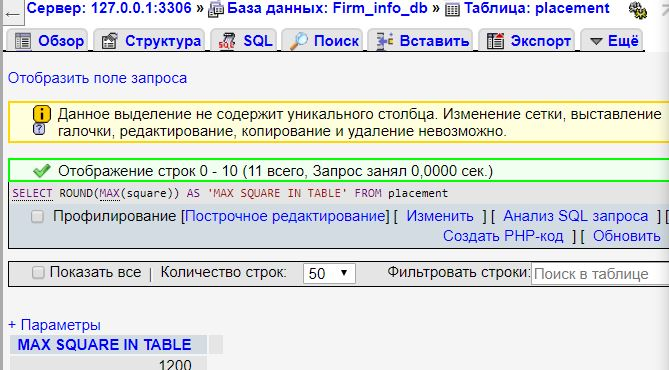 Сервер: 127.0.0.1:3306 » База данных: Firm_info_db » Таблица: placement
Обзор Структура SQL Поиск Вставить Экспорт Ещё
Отобразить поле запроса
Данное выделение не содержит уникального столбца. Изменение сетки, выставление
галочки, редактирование, копирование и удаление невозможно.
Отображение строк 0 - 10 (11 всего, Запрос занял 0,0000 сек.)
SELECT ROUND(MAX(square)) AS 'MAX SQUARE IN TABLE' FROM placement
Профилирование [Построчное редактирование] [ Изменить ] [ Анализ SQL запроса ] [
Создать PHP-код ] [ Обновить
Показать все | Количество строк: 50 Фильтровать строки: Поиск в таблице
+ Параметры
MAX SQUARE IN TABLE
1200